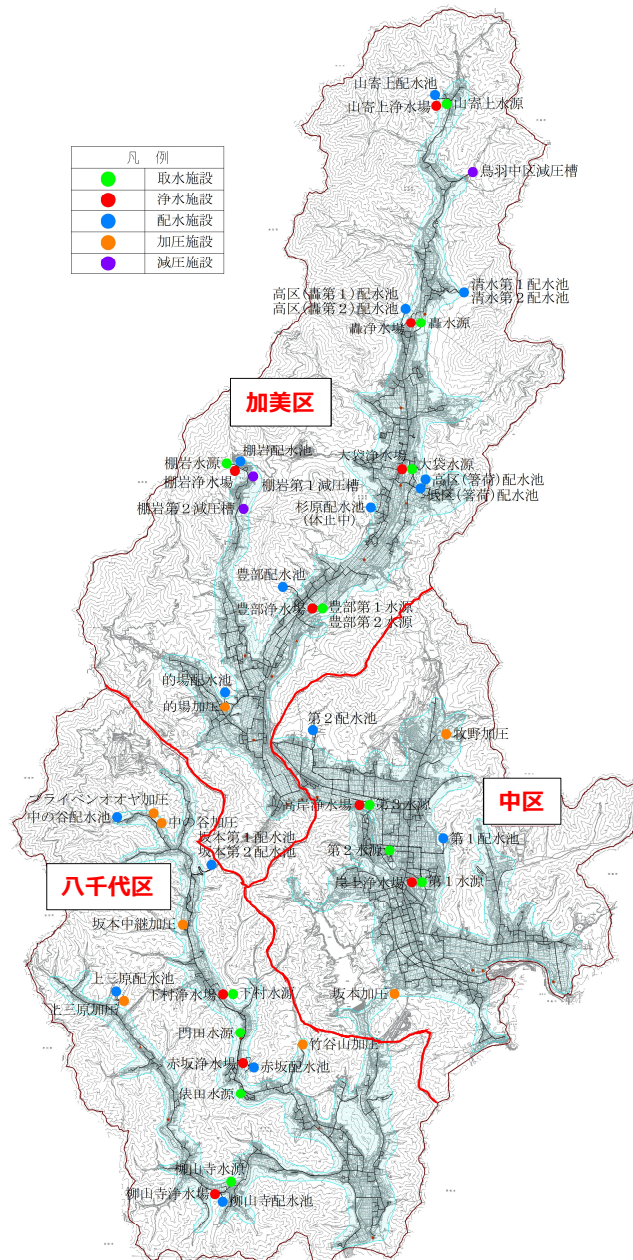 山寄上配水池
山寄上浄水場
山寄上水源
鳥羽中区減圧槽
凡 例
取水施設
浄水施設
配水施設
加圧施設
減圧施設
清水第1配水池
清水第2配水池
高区(轟第1)配水池
高区(轟第2)配水池
轟浄水場
轟水源
加美区
棚岩配水池
棚岩水源
棚岩浄水場
棚岩第1減圧槽
棚岩第2減圧槽
大袋浄水場
大袋水源
高区(箸荷)配水池
低区(箸荷)配水池
杉原配水池
(休止中)
豊部配水池
豊部浄水場
豊部第1水源
豊部第2水源
的場配水池
的場加圧
第2配水池
牧野加圧
中区
第3水源
第2水源
第1配水池
第1水源
ブライベンオオヤ加圧
中の谷配水池
中の谷加圧
坂本第1配水池
坂本第2配水池
八千代区
坂本中継加圧
上三原配水池
上三原加圧
下村浄水場
下村水源
坂本加圧
門田水源
竹谷山加圧
赤坂浄水場
赤坂配水池
俵田水源
柳山寺水源
柳山寺浄水場
柳山寺配水池